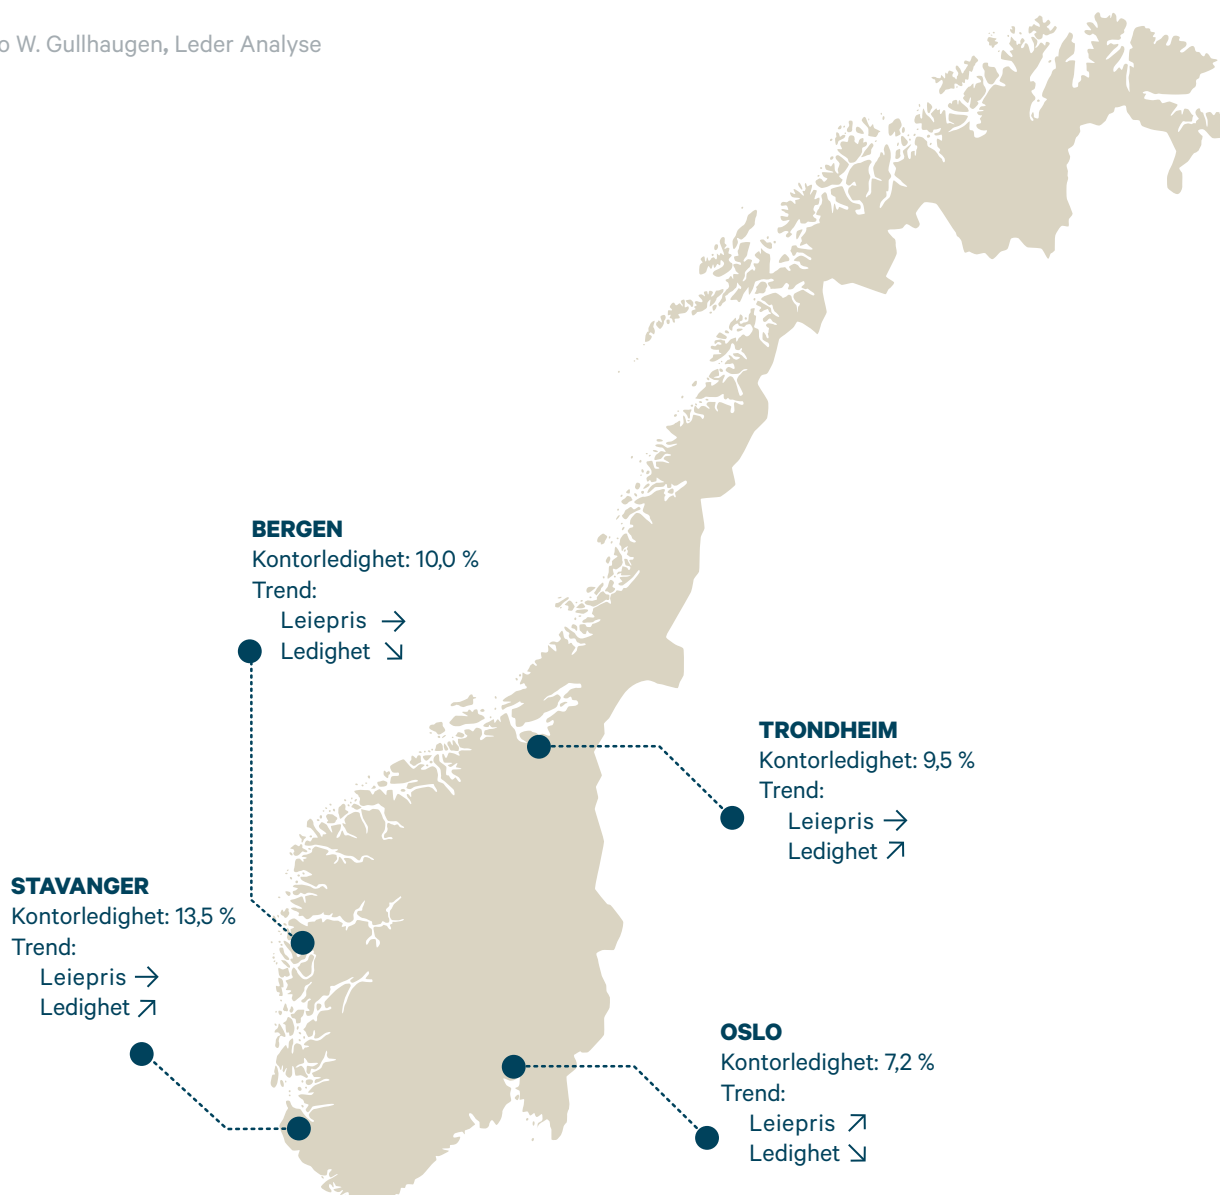 W. Gullhaugen, Leder Analyse
BERGEN
Kontorledighet: 10,0 %
Trend:
Leiepris →
Ledighet ↘
TRONDHEIM
Kontorledighet: 9,5 %
Trend:
Leiepris →
Ledighet ↗
STAVANGER
Kontorledighet: 13,5 %
Trend:
Leiepris →
Ledighet ↗
OSLO
Kontorledighet: 7,2 %
Trend:
Leiepris ↗
Ledighet ↘